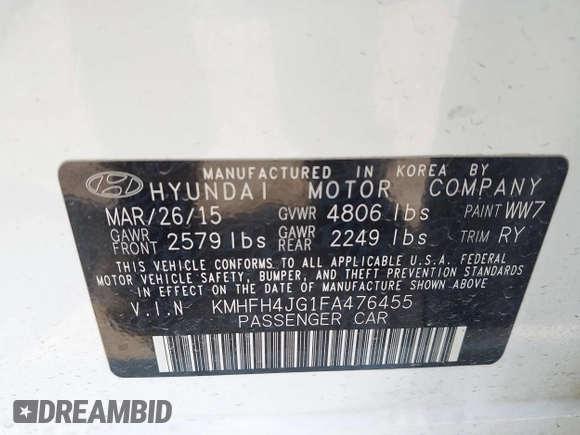 MANUFACTURED IN KOREA BY
HYUNDAI MOTOR COMPANY
MAR/26/15 GVWR 4806 lbs PAINT WW7
GAWR FRONT 2579 lbs GAWR REAR 2249 lbs TRIM RY
THIS VEHICLE CONFORMS TO ALL APPLICABLE U.S.A. FEDERAL
MOTOR VEHICLE SAFETY, BUMPER, AND THEFT PREVENTION STANDARDS
IN EFFECT ON THE DATE OF MANUFACTURE SHOWN ABOVE
V.I.N KMHFH4JG1FA476455
PASSENGER CAR
DREAMBID